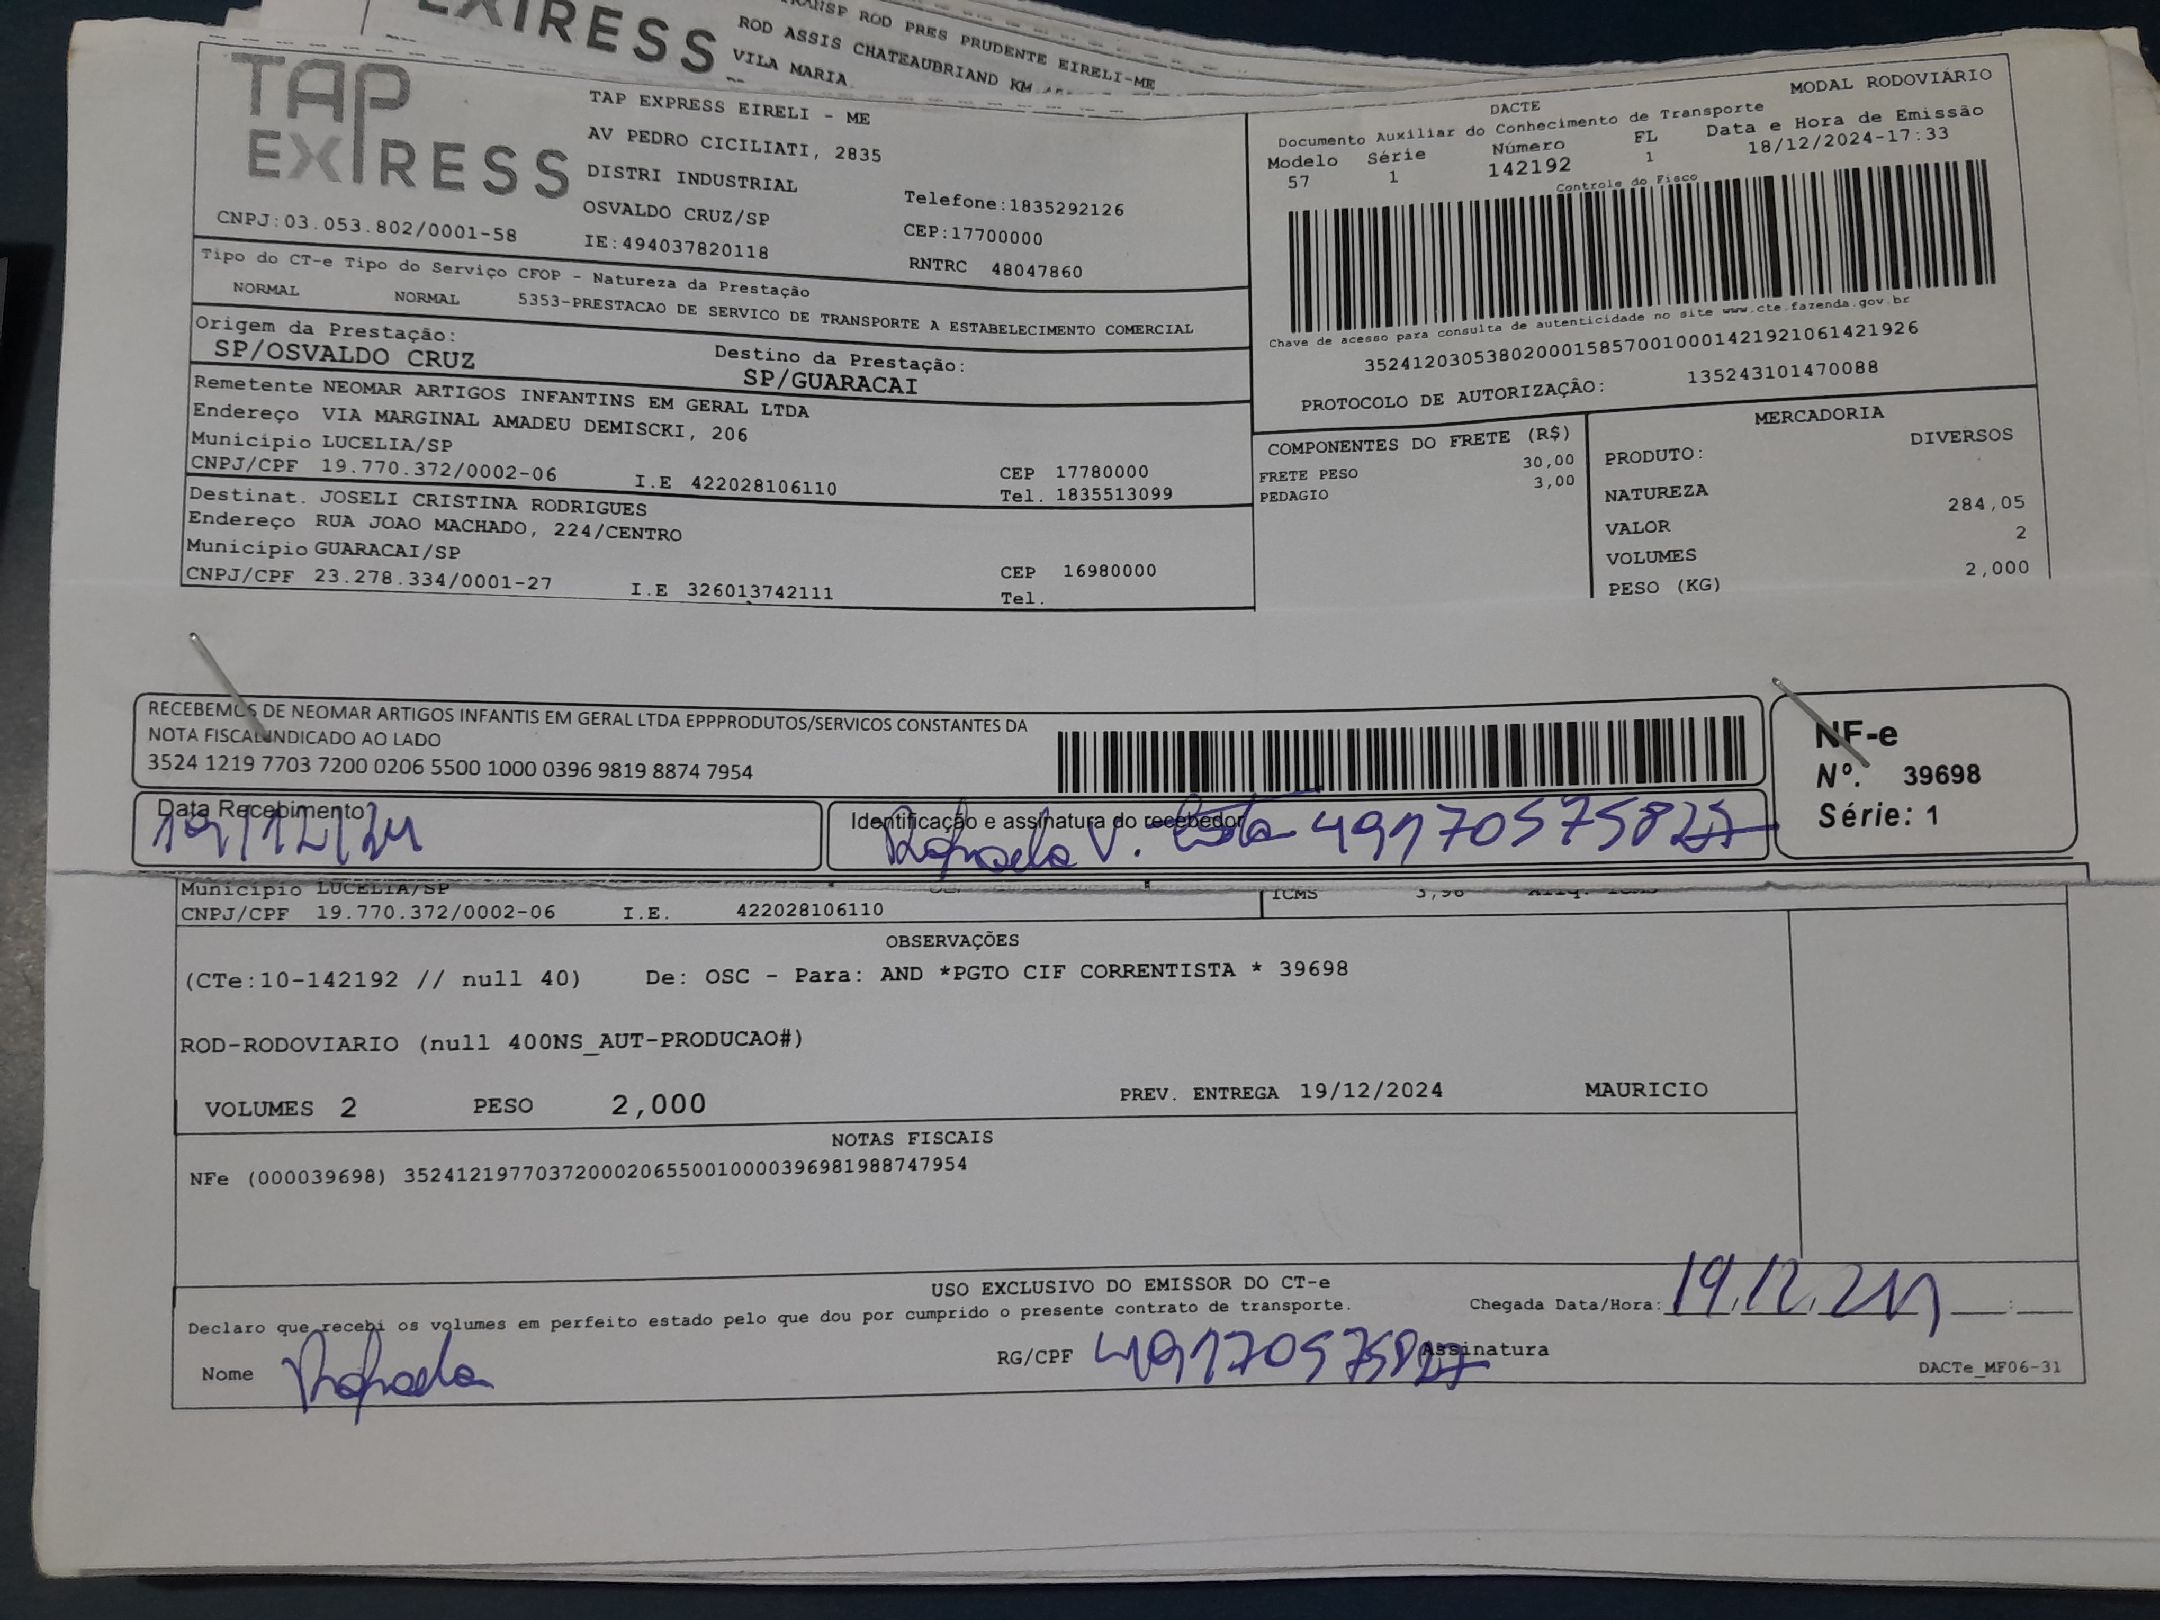 TRANSP ROD PRES PRUDENTE EIRELI-ME
EXPRESS ROD ASSIS CHATEAUBRIAND KM
VILA MARIA
TAP EXPRESS
TAP EXPRESS EIRELI - ME
AV PEDRO CICILIATI, 2835
DISTRI INDUSTRIAL
OSVALDO CRUZ/SP Telefone:1835292126
CNPJ:03.053.802/0001-58 IE:494037820118 CEP:17700000
RNTRC 48047860
MODAL RODOVIÁRIO
DACTE
Documento Auxiliar do Conhecimento de Transporte
Modelo Série Número FL Data e Hora de Emissão
57 1 142192 1 18/12/2024-17:33
Controle do Fisco
Chave de acesso para consulta de autenticidade no site www.cte.fazenda.gov.br
35241203053802000158570010001421921061421926
PROTOCOLO DE AUTORIZAÇÃO: 135243101470088
Tipo do CT-e Tipo do Serviço CFOP - Natureza da Prestação
NORMAL NORMAL 5353-PRESTACAO DE SERVICO DE TRANSPORTE A ESTABELECIMENTO COMERCIAL
Origem da Prestação: Destino da Prestação:
SP/OSVALDO CRUZ SP/GUARACAI
Remetente NEOMAR ARTIGOS INFANTINS EM GERAL LTDA
Endereço VIA MARGINAL AMADEU DEMISCKI, 206
Município LUCELIA/SP CEP 17780000
CNPJ/CPF 19.770.372/0002-06 I.E 422028106110 Tel. 1835513099
Destinat. JOSELI CRISTINA RODRIGUES
Endereço RUA JOAO MACHADO, 224/CENTRO
Município GUARACAI/SP CEP 16980000
CNPJ/CPF 23.278.334/0001-27 I.E 326013742111 Tel.
COMPONENTES DO FRETE (R$)
FRETE PESO 30,00
PEDAGIO 3,00
MERCADORIA
PRODUTO: DIVERSOS
NATUREZA
VALOR 284,05
VOLUMES 2
PESO (KG) 2,000
RECEBEMOS DE NEOMAR ARTIGOS INFANTIS EM GERAL LTDA EPPPRODUTOS/SERVICOS CONSTANTES DA
NOTA FISCAL INDICADO AO LADO
3524 1219 7703 7200 0206 5500 1000 0396 9819 8874 7954
NF-e
Nº. 39698
Série: 1
Data Recebimento
19/12/24
Identificação e assinatura do recebedor
Rafaela V. Costa 49170575827
Município LUCELIA/SP ICMS 3,96 Aliq. ICMS
CNPJ/CPF 19.770.372/0002-06 I.E. 422028106110
OBSERVAÇÕES
(CTe:10-142192 // null 40) De: OSC - Para: AND *PGTO CIF CORRENTISTA * 39698
ROD-RODOVIARIO (null 400NS_AUT-PRODUCAO#)
VOLUMES 2 PESO 2,000 PREV. ENTREGA 19/12/2024 MAURICIO
NOTAS FISCAIS
NFe (000039698) 35241219770372000206550010000396981988747954
USO EXCLUSIVO DO EMISSOR DO CT-e
Declaro que recebi os volumes em perfeito estado pelo que dou por cumprido o presente contrato de transporte. Chegada Data/Hora: 19,12,24 :
Nome Rafaela RG/CPF 49170575827 Assinatura
DACTe_MF06-31